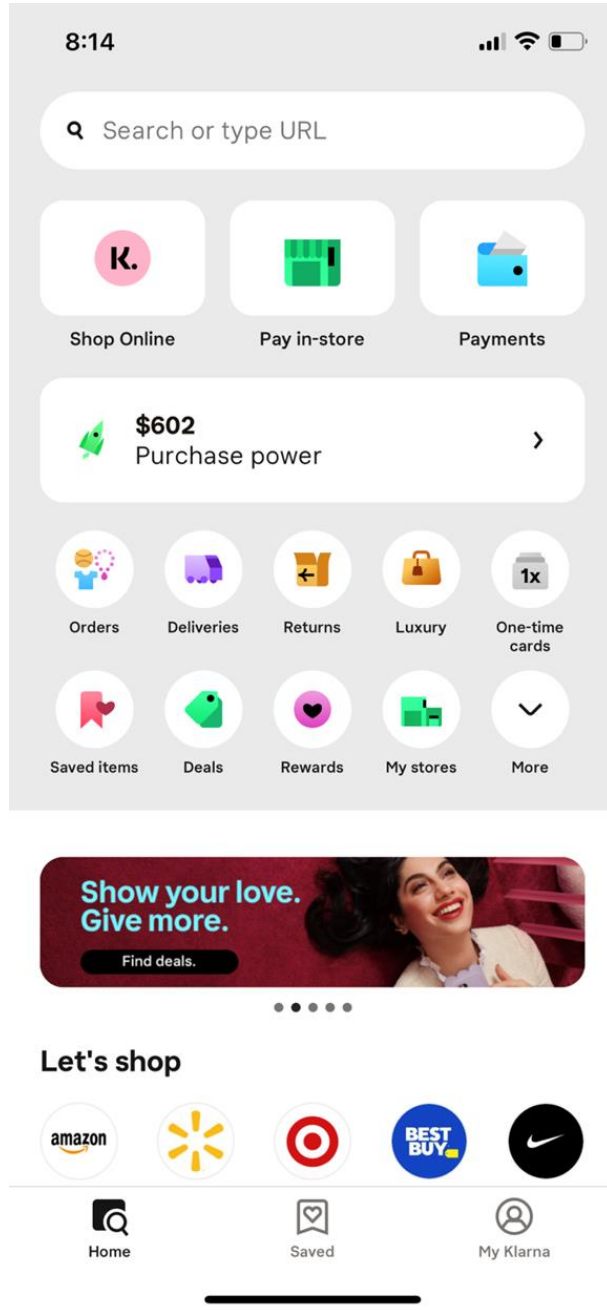 8:14
Search or type URL
K.
Shop Online
Pay in-store
Payments
$602
Purchase power
1x
Orders
Deliveries
Returns
Luxury
One-time
cards
Saved items
Deals
Rewards
My stores
More
Show your love.
Give more.
Find deals.
Let's shop
amazon
BEST
BUY
Home
Saved
My Klarna